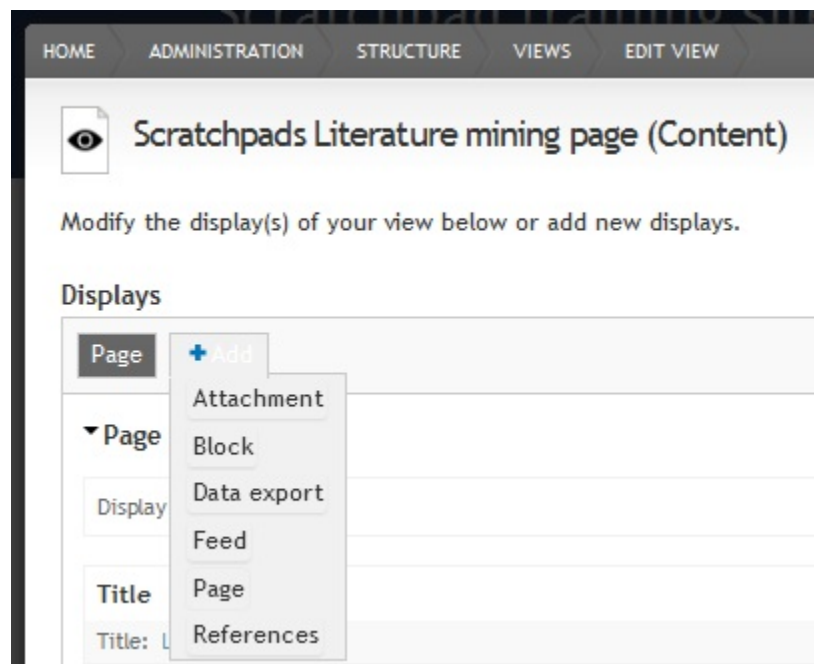 HOME ADMINISTRATION STRUCTURE VIEWS EDIT VIEW
Scratchpads Literature mining page (Content)
Modify the display(s) of your view below or add new displays.
Displays
Page Add
Attachment
Block
Data export
Feed
Page
References
Page
Display
Title
Title: